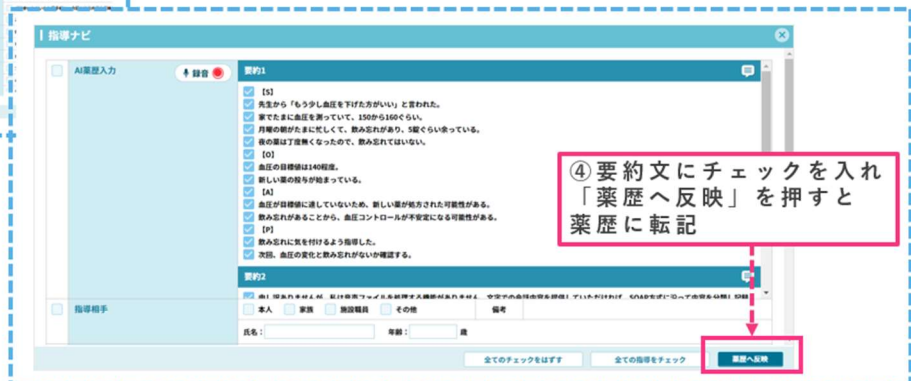 指導ナビ
AI薬歴入力
録音
要約1
[S]
先生から「もう少し血圧を下げた方がいい」と言われた。
家でたまに血圧を測っていて、150から160ぐらい。
月曜の朝がたまに忙しくて、飲み忘れがあり、5錠ぐらい余っている。
夜の薬は丁度無くなったので、飲み忘れてはいない。
[O]
血圧の目標値は140程度。
新しい薬の投与が始まっている。
[A]
血圧が目標値に達していないため、新しい薬が処方された可能性がある。
飲み忘れがあることから、血圧コントロールが不安定になる可能性がある。
[P]
飲み忘れに気を付けるよう指導した。
次回、血圧の変化と飲み忘れがないか確認する。
④要約文にチェックを入れ
「薬歴へ反映」を押すと
薬歴に転記
要約2
指導相手
本人 家族 施設職員 その他 備考
氏名： 年齢： 歳
全てのチェックをはずす 全ての指導をチェック 薬歴へ反映